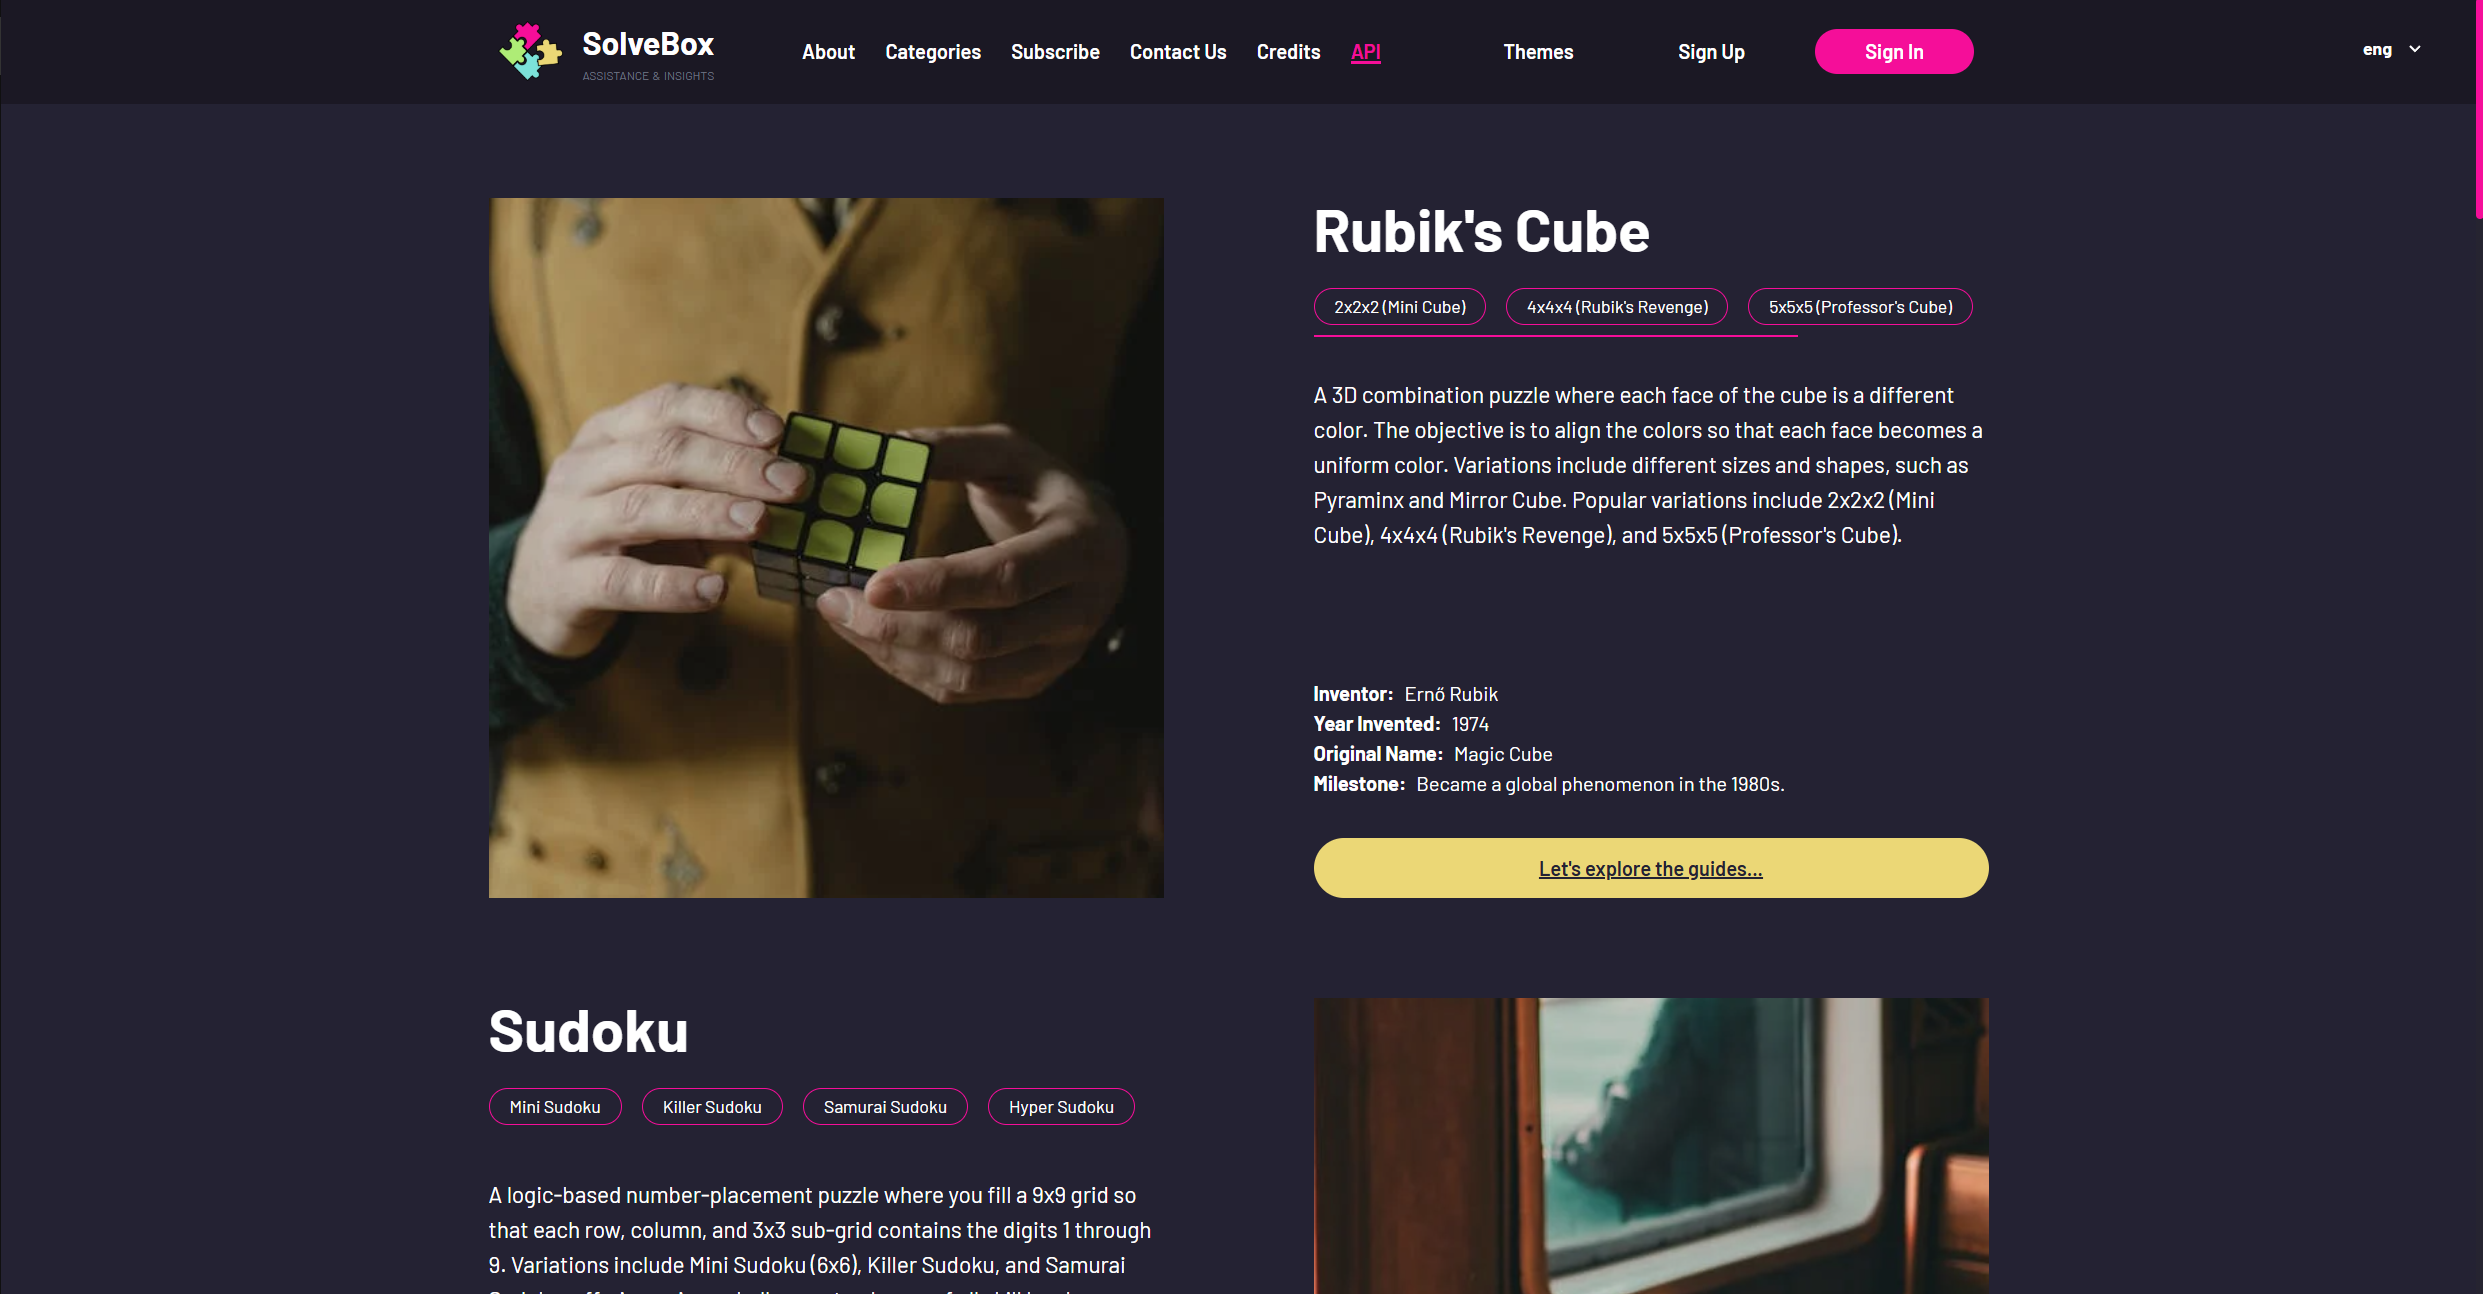 SolveBox
ASSISTANCE & INSIGHTS
About
Categories
Subscribe
Contact Us
Credits
API
Themes
Sign Up
Sign In
eng
Rubik's Cube
2x2x2 (Mini Cube)
4x4x4 (Rubik's Revenge)
5x5x5 (Professor's Cube)
A 3D combination puzzle where each face of the cube is a different
color. The objective is to align the colors so that each face becomes a
uniform color. Variations include different sizes and shapes, such as
Pyraminx and Mirror Cube. Popular variations include 2x2x2 (Mini
Cube), 4x4x4 (Rubik's Revenge), and 5x5x5 (Professor's Cube).
Inventor: Ernő Rubik
Year Invented: 1974
Original Name: Magic Cube
Milestone: Became a global phenomenon in the 1980s.
Let's explore the guides...
Sudoku
Mini Sudoku
Killer Sudoku
Samurai Sudoku
Hyper Sudoku
A logic-based number-placement puzzle where you fill a 9x9 grid so
that each row, column, and 3x3 sub-grid contains the digits 1 through
9. Variations include Mini Sudoku (6x6), Killer Sudoku, and Samurai